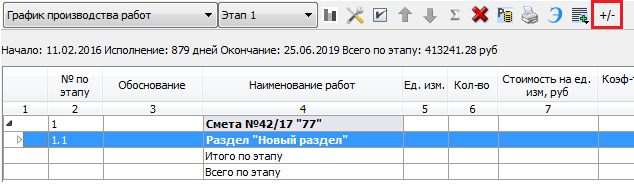 График производства работ Этап 1 Σ Э +/-
Начало: 11.02.2016 Исполнение: 879 дней Окончание: 25.06.2019 Всего по этапу: 413241.28 руб
№ по этапу Обоснование Наименование работ Ед. изм. Кол-во Стоимость на ед. изм, руб Коэф-т
1 2 3 4 5 6 7
1 Смета №42/17 "77"
1.1 Раздел "Новый раздел"
Итого по этапу
Всего по этапу